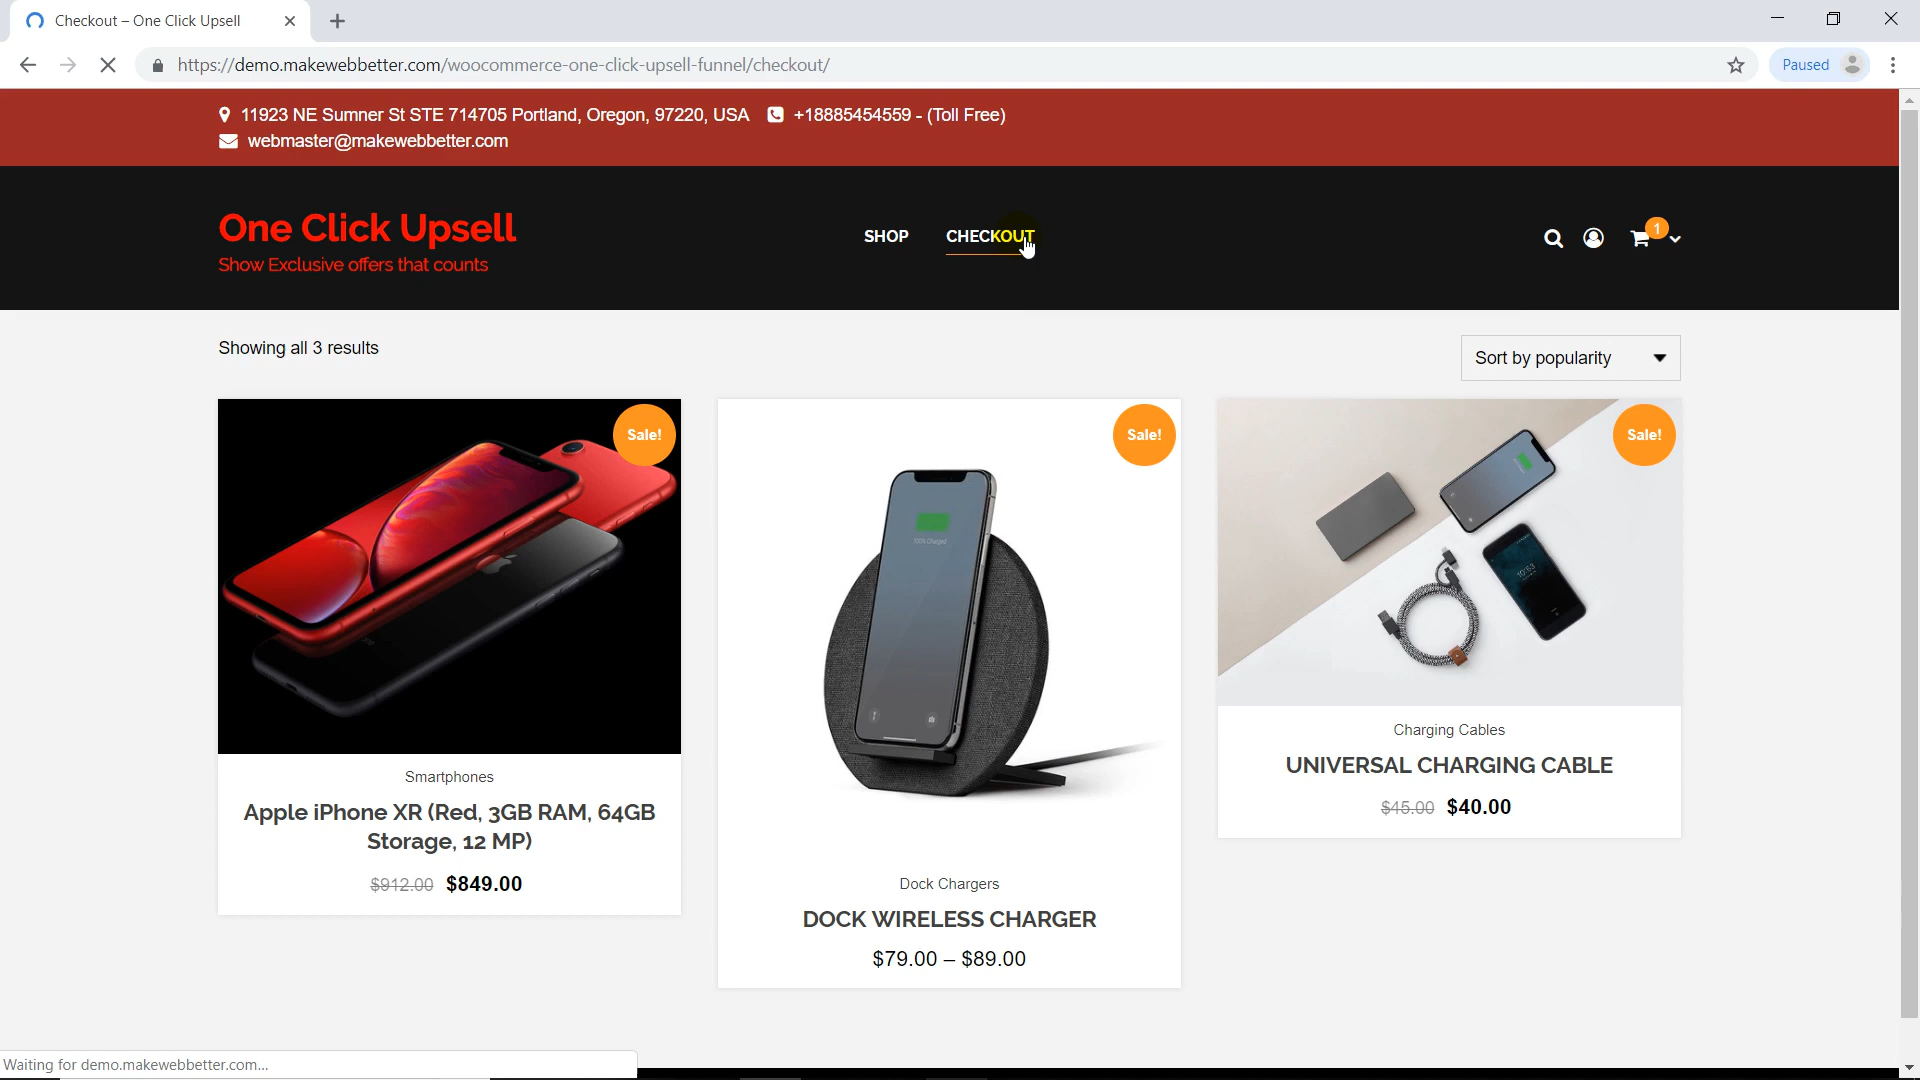 Checkout – One Click Upsell
Paused
https://demo.makewebbetter.com/woocommerce-one-click-upsell-funnel/checkout/
11923 NE Sumner St STE 714705 Portland, Oregon, 97220, USA +18885454559 - (Toll Free)
webmaster@makewebbetter.com
One Click Upsell
Show Exclusive offers that counts
SHOP CHECKOUT
1
Showing all 3 results
Sort by popularity
Sale!
Sale!
Sale!
100% Charged
10:53
Smartphones
Apple iPhone XR (Red, 3GB RAM, 64GB
Storage, 12 MP)
$912.00 $849.00
Dock Chargers
DOCK WIRELESS CHARGER
$79.00 – $89.00
Charging Cables
UNIVERSAL CHARGING CABLE
$45.00 $40.00
Waiting for demo.makewebbetter.com...